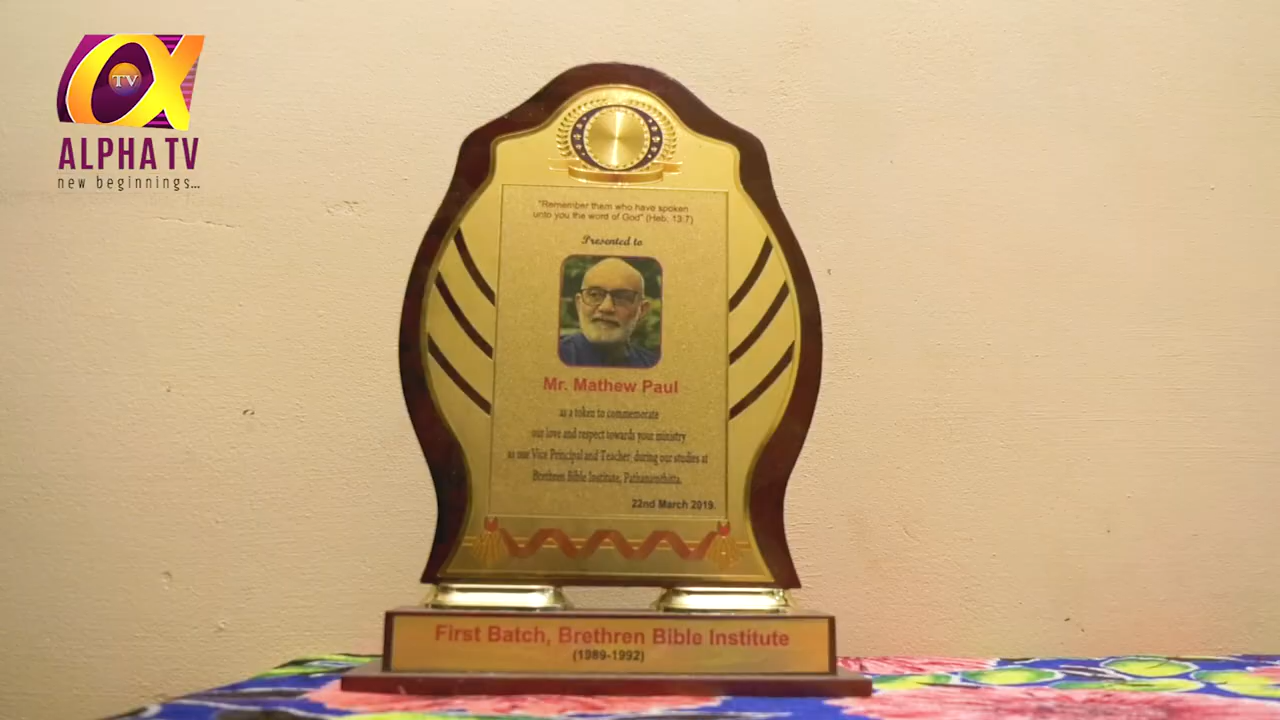 TV
ALPHA TV
new beginnings...
"Remember them who have spoken
unto you the word of God" (Heb. 13:7)
Presented to
Mr. Mathew Paul
as a token to commemorate
our love and respect towards your ministry
as our Vice Principal and Teacher, during our studies at
Brethren Bible Institute, Pathanamthitta.
22nd March 2019.
First Batch, Brethren Bible Institute
(1989-1992)